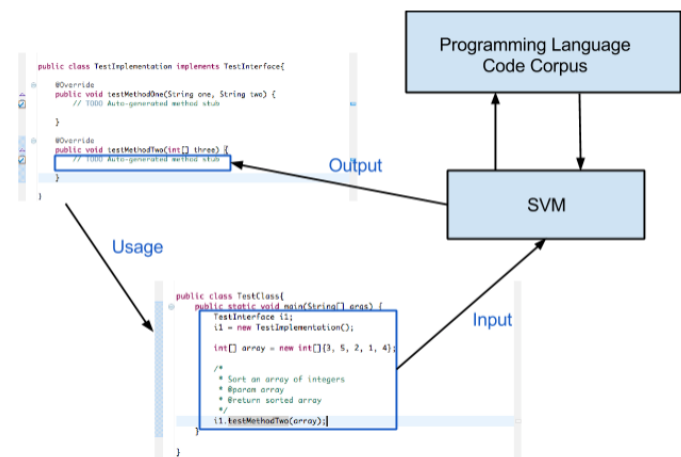 Programming Language
Code Corpus
public class TestImplementation implements TestInterface{
@Override
public void testMethodOne(String one, String two) {
// TODO Auto-generated method stub
}
@Override
public void testMethodTwo(int[] three) {
// TODO Auto-generated method stub
}
}
Output
SVM
Usage
Input
public class TestClass{
public static void main(String[] args) {
TestInterface i1;
i1 = new TestImplementation();
int[] array = new int[]{3, 5, 2, 1, 4};
/*
* Sort an array of integers
* @param array
* @return sorted array
*/
i1.testMethodTwo(array);
}
}